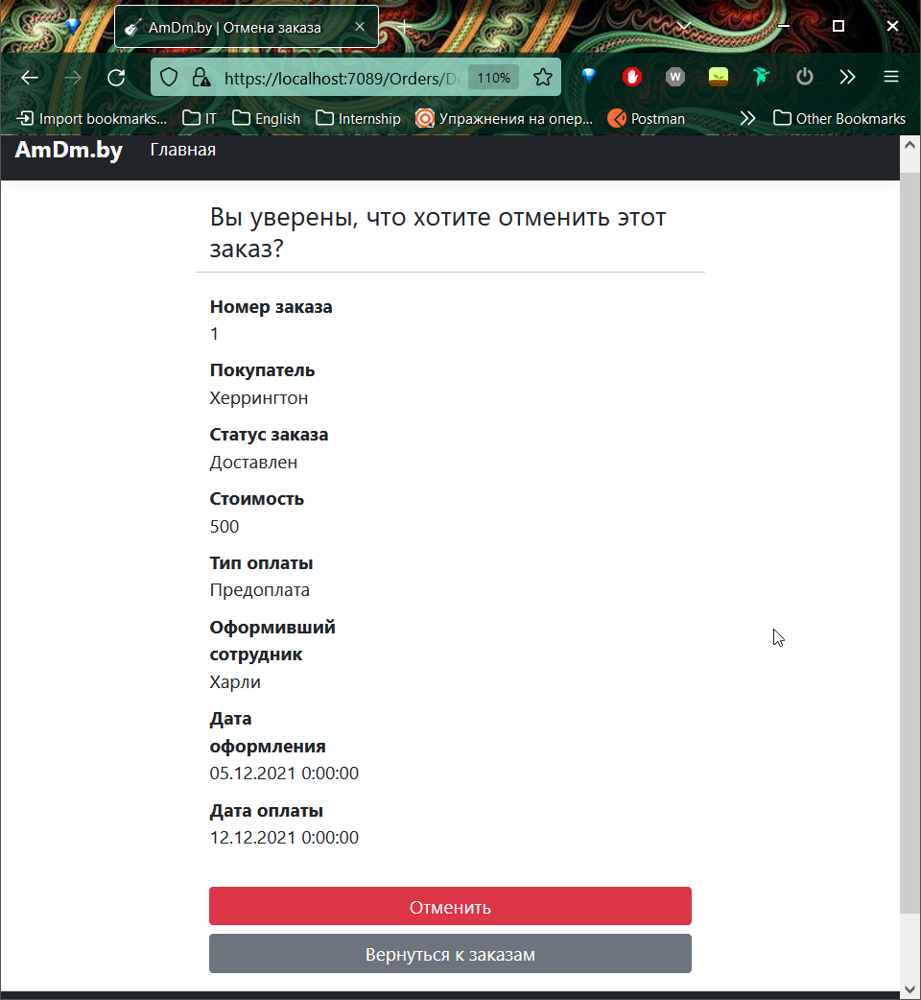 AmDm.by | Отмена заказа
https://localhost:7089/Orders/De
110%
Import bookmarks...
IT
English
Internship
Упражнения на опер...
Postman
Other Bookmarks
AmDm.by
Главная
Вы уверены, что хотите отменить этот
заказ?
Номер заказа
1
Покупатель
Херрингтон
Статус заказа
Доставлен
Стоимость
500
Тип оплаты
Предоплата
Оформивший
сотрудник
Харли
Дата
оформления
05.12.2021 0:00:00
Дата оплаты
12.12.2021 0:00:00
Отменить
Вернуться к заказам